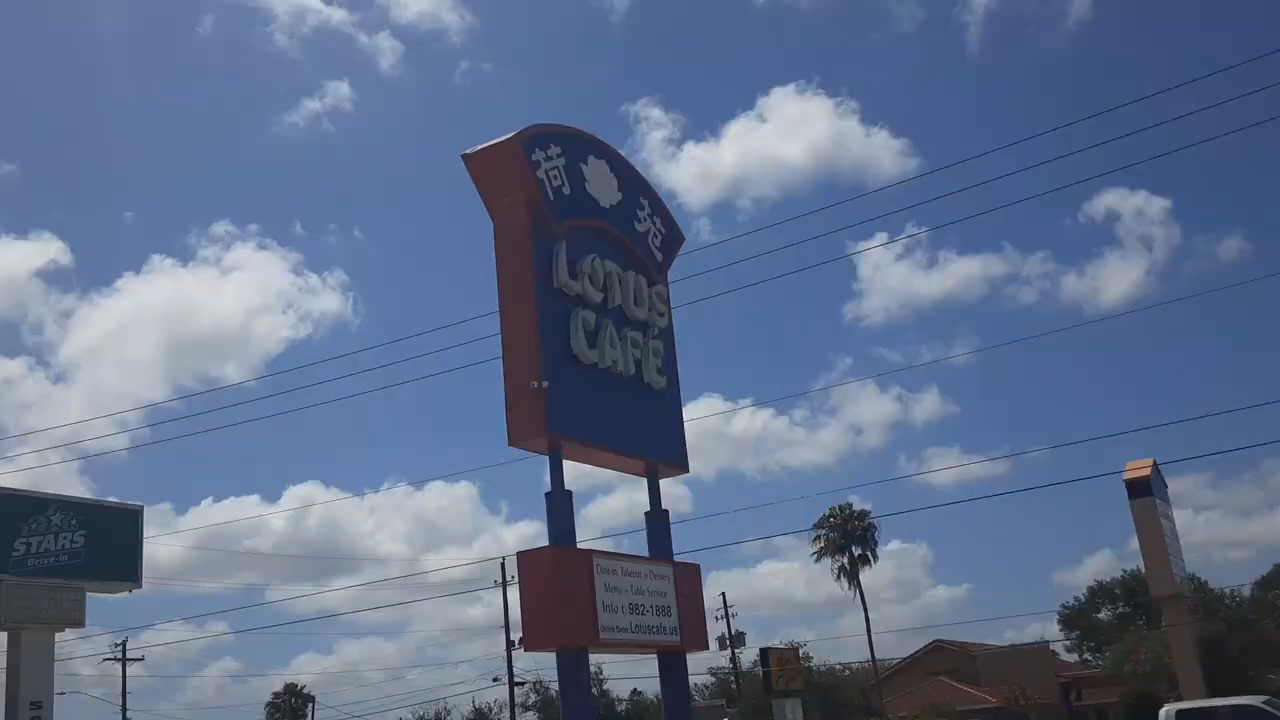 荷 苑
LOTUS
CAFÉ
Dine-in, Takeout or Delivery
Menu Table Service
Info t: 982-1888
Online Order: Lotuscafe.us
STARS
Drive-In